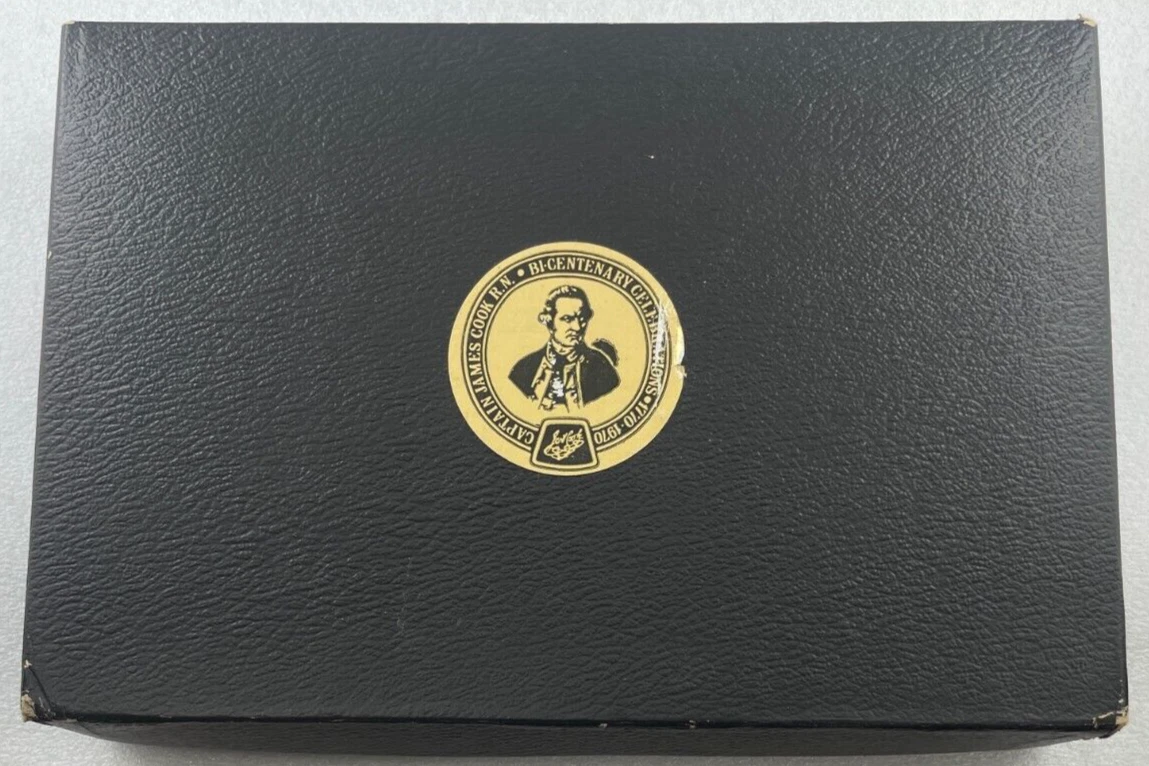 CAPTAIN JAMES COOK R.N. • BI-CENTENARY CELEBRATIONS • 1770-1970